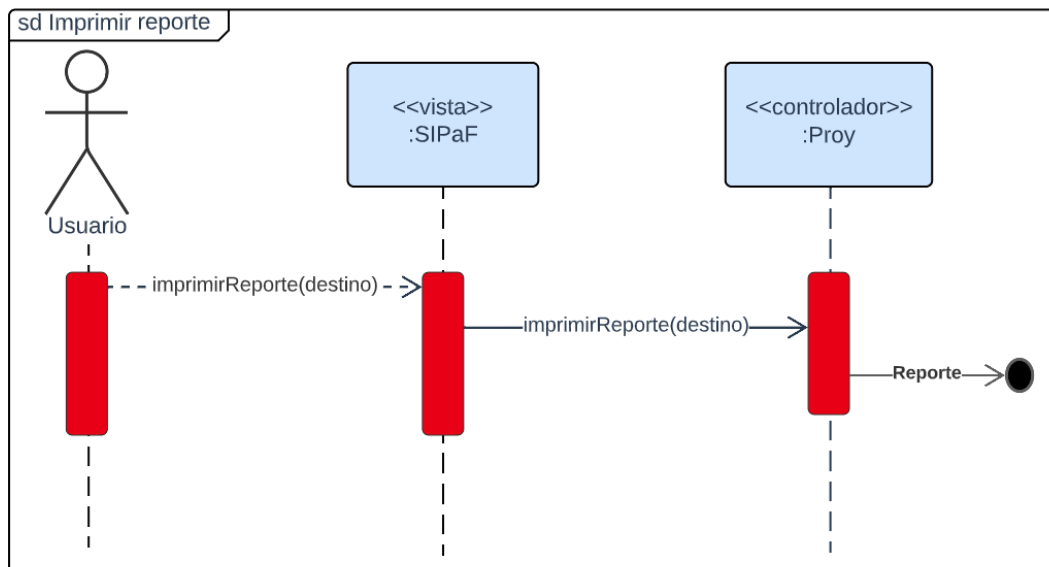 sd Imprimir reporte
<<vista>>
:SIPaF
<<controlador>>
:Proy
Usuario
imprimirReporte(destino)
imprimirReporte(destino)
Reporte